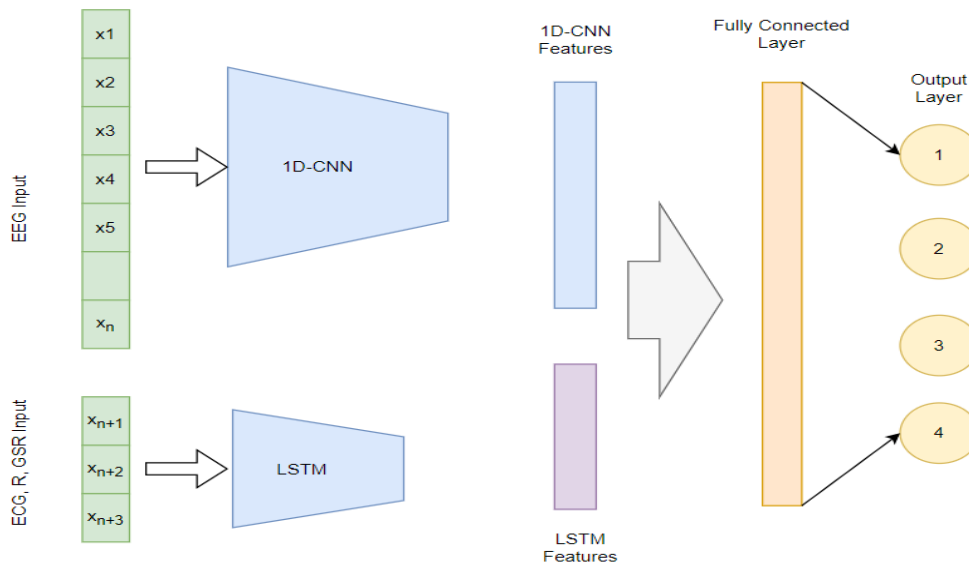 EEG Input
x1
x2
x3
x4
x5
xn
1D-CNN
ECG, R, GSR Input
xn+1
xn+2
xn+3
LSTM
1D-CNN
Features
LSTM
Features
Fully Connected
Layer
Output
Layer
1
2
3
4